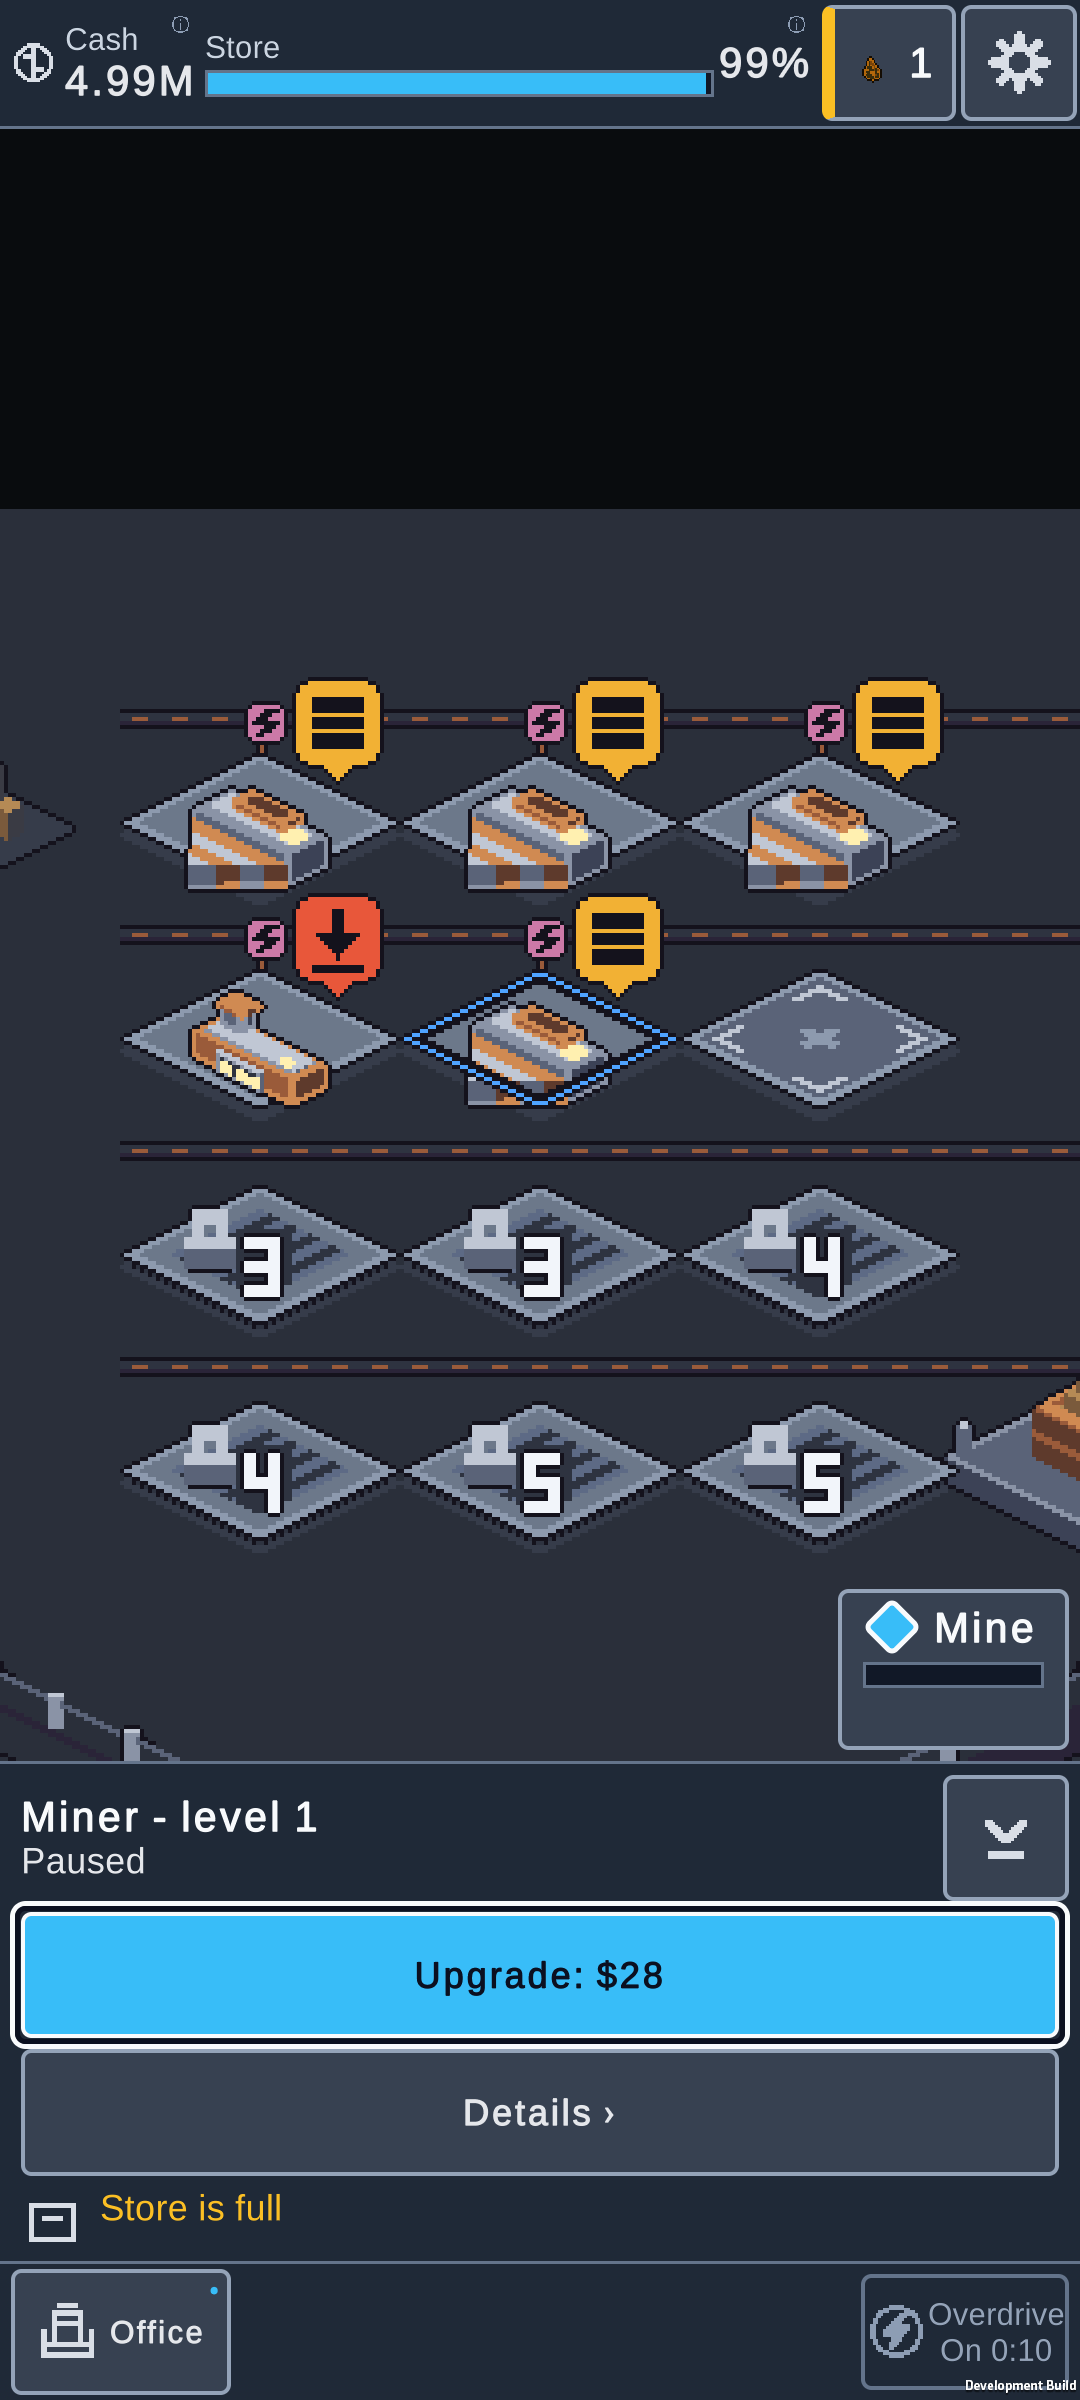 Cash
4.99M
Store
99%
1
3
3
4
4
5
5
Mine
Miner - level 1
Paused
Upgrade: $28
Details ›
Store is full
Office
Overdrive
On 0:10
Development Build